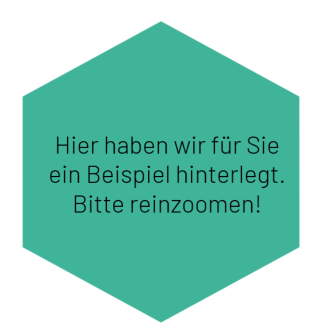 Hier haben wir für Sie
ein Beispiel hinterlegt.
Bitte reinzoomen!